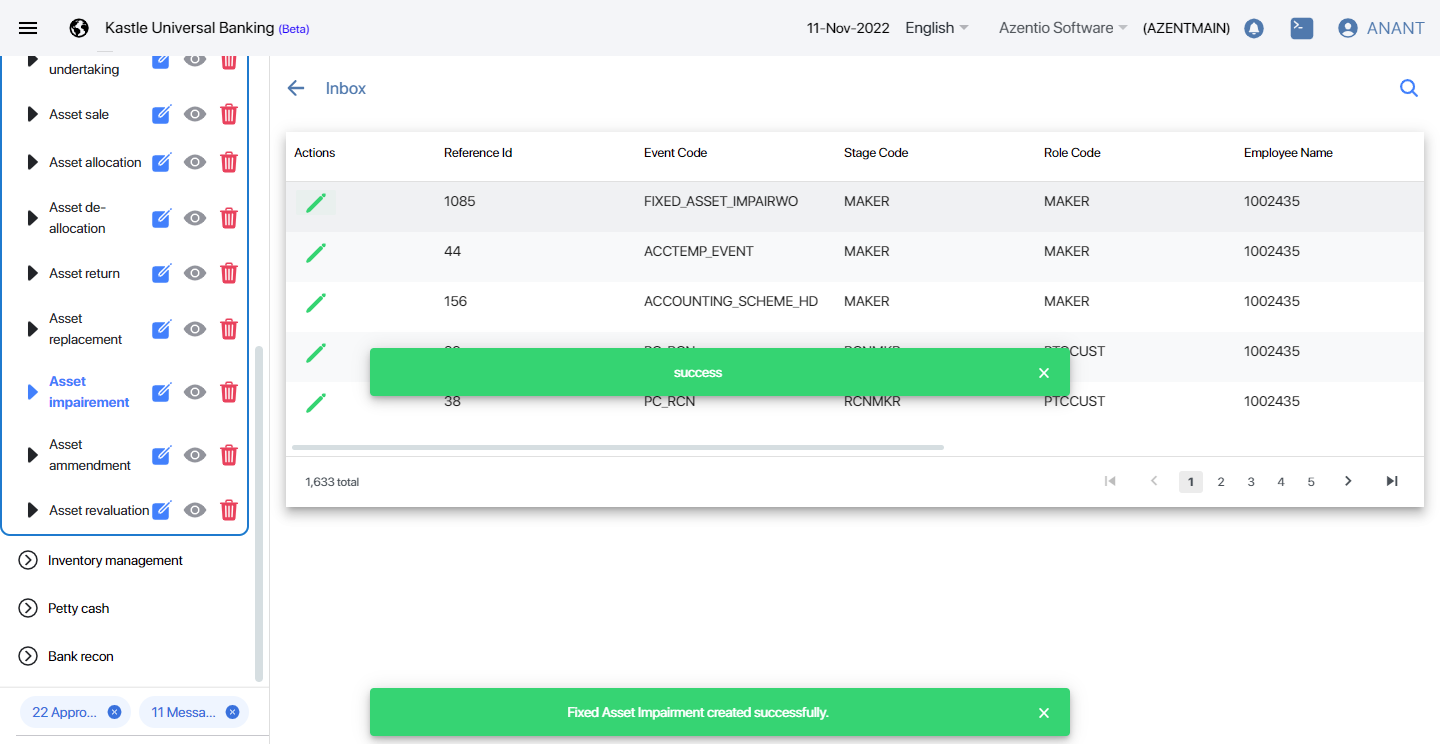 Kastle Universal Banking (Beta)
11-Nov-2022
English
Azentio Software
(AZENTMAIN)
ANANT
undertaking
Asset sale
Asset allocation
Asset de-
allocation
Asset return
Asset
replacement
Asset
impairement
Asset
ammendment
Asset revaluation
Inventory management
Petty cash
Bank recon
22 Appro...
11 Messa...
Inbox
Actions Reference Id Event Code Stage Code Role Code Employee Name
1085 FIXED_ASSET_IMPAIRWO MAKER MAKER 1002435
44 ACCTEMP_EVENT MAKER MAKER 1002435
156 ACCOUNTING_SCHEME_HD MAKER MAKER 1002435
PTCCUST 1002435
success
38 PC_RCN RCNMKR PTCCUST 1002435
1,633 total
1 2 3 4 5
Fixed Asset Impairment created successfully.